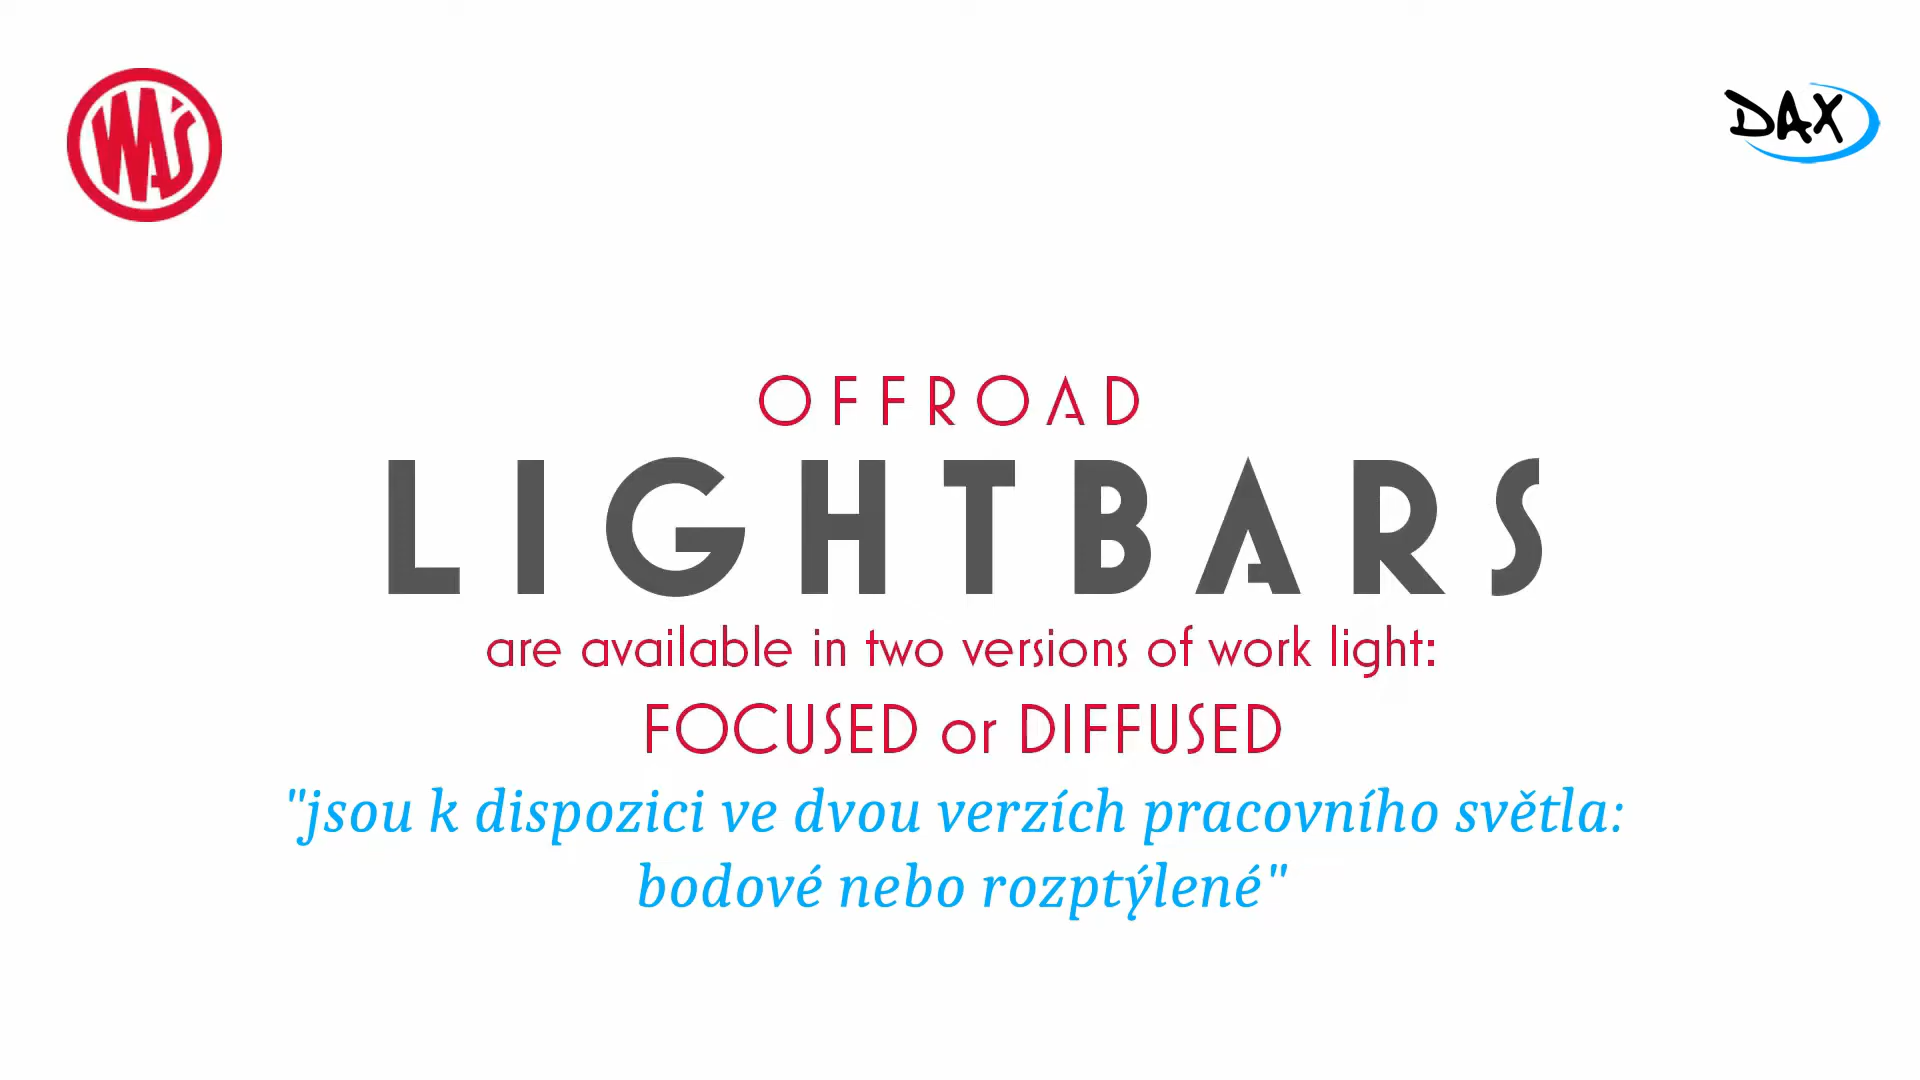 WAŚ
DAX
OFFROAD
LIGHTBARS
are available in two versions of work light:
FOCUSED or DIFFUSED
"jsou k dispozici ve dvou verzích pracovního světla:
bodové nebo rozptýlené"